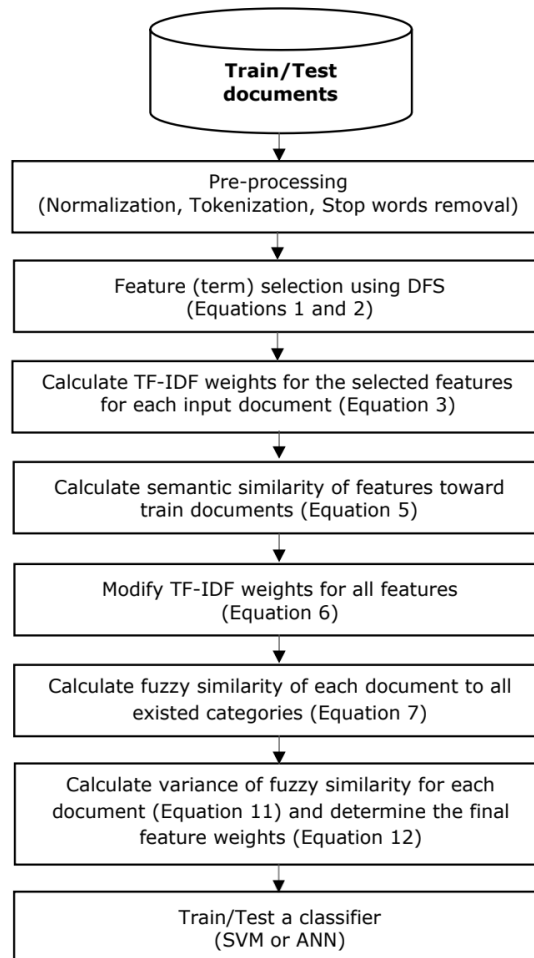 Train/Test
documents
Pre-processing
(Normalization, Tokenization, Stop words removal)
Feature (term) selection using DFS
(Equations 1 and 2)
Calculate TF-IDF weights for the selected features
for each input document (Equation 3)
Calculate semantic similarity of features toward
train documents (Equation 5)
Modify TF-IDF weights for all features
(Equation 6)
Calculate fuzzy similarity of each document to all
existed categories (Equation 7)
Calculate variance of fuzzy similarity for each
document (Equation 11) and determine the final
feature weights (Equation 12)
Train/Test a classifier
(SVM or ANN)